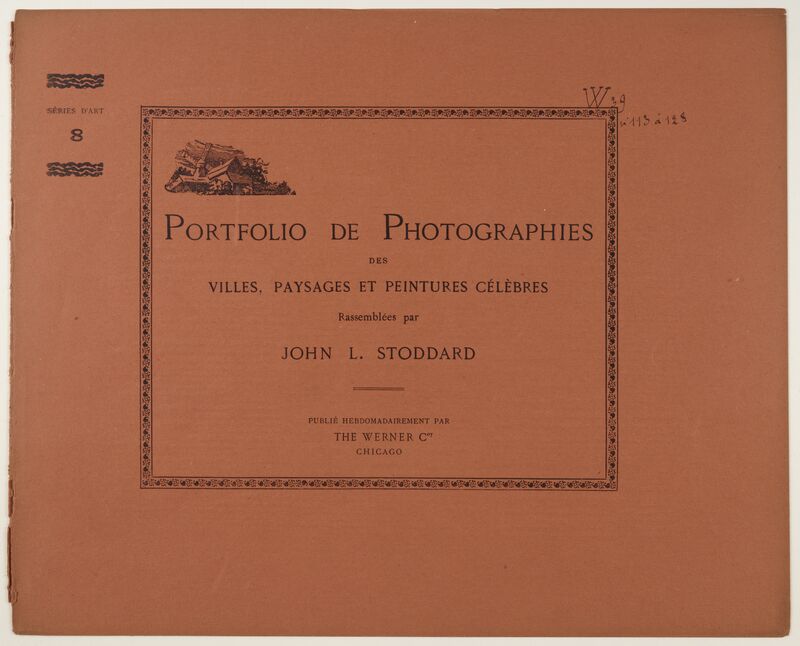 SÉRIES D'ART
8
W 29
n° 113 à 128
PORTFOLIO DE PHOTOGRAPHIES
DES
VILLES, PAYSAGES ET PEINTURES CÉLÈBRES
Rassemblées par
JOHN L. STODDARD
PUBLIÉ HEBDOMADAIREMENT PAR
THE WERNER Cᵒʸ
CHICAGO